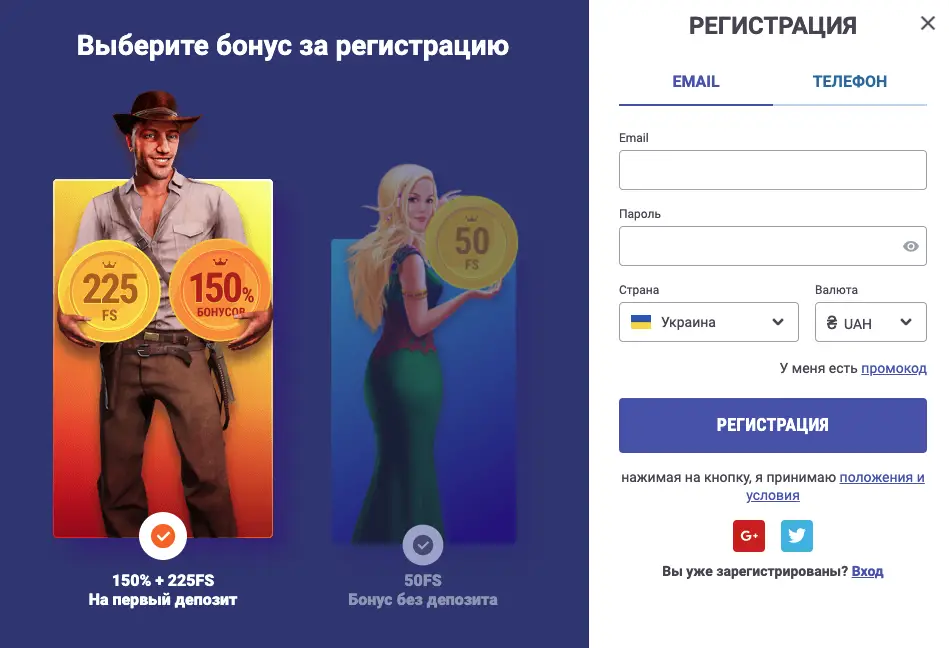 Выберите бонус за регистрацию
225
FS
150%
БОНУСОВ
50
FS
150% + 225FS
На первый депозит
50FS
Бонус без депозита
РЕГИСТРАЦИЯ
EMAIL
ТЕЛЕФОН
Email
Пароль
Страна
Валюта
Украина
₴ UAH
У меня есть промокод
РЕГИСТРАЦИЯ
нажимая на кнопку, я принимаю положения и
условия
G+
Вы уже зарегистрированы? Вход